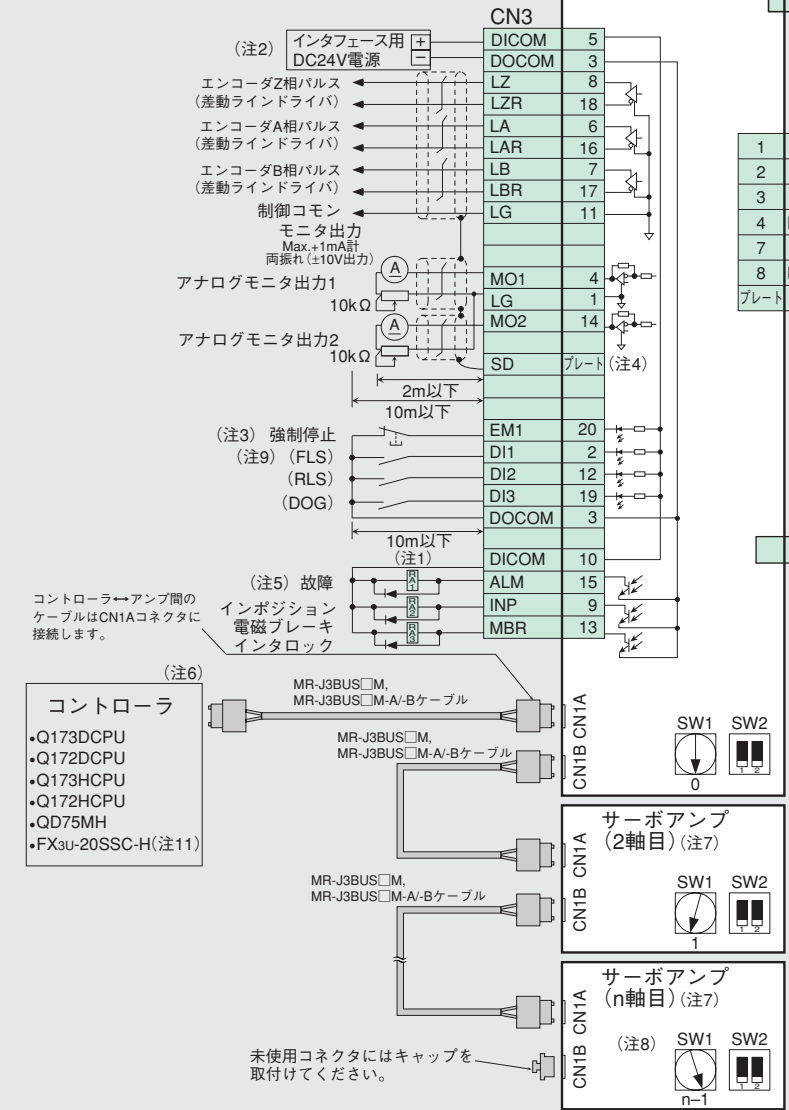 CN3
(注2) インタフェース用 + DICOM 5
DC24V電源 − DOCOM 3
エンコーダZ相パルス LZ 8
(差動ラインドライバ) LZR 18
エンコーダA相パルス LA 6
(差動ラインドライバ) LAR 16
エンコーダB相パルス LB 7
(差動ラインドライバ) LBR 17
制御コモン LG 11
モニタ出力
Max.+1mA計
両振れ(±10V出力)
アナログモニタ出力1 A MO1 4
10kΩ LG 1
アナログモニタ出力2 A MO2 14
10kΩ
SD プレート (注4)
2m以下
10m以下
(注3) 強制停止 EM1 20
(注9) (FLS) DI1 2
(RLS) DI2 12
(DOG) DI3 19
DOCOM 3
10m以下
(注1) DICOM 10
(注5) 故障 RA1 ALM 15
インポジション RA2 INP 9
電磁ブレーキ RA3 MBR 13
インタロック
1
2
3
4
7
8
プレート
コントローラ↔アンプ間の
ケーブルはCN1Aコネクタに
接続します。
(注6)
コントローラ
•Q173DCPU
•Q172DCPU
•Q173HCPU
•Q172HCPU
•QD75MH
•FX3U-20SSC-H(注11)
MR-J3BUS□M,
MR-J3BUS□M-A/-Bケーブル
CN1A
SW1 SW2
1 2
0
MR-J3BUS□M,
MR-J3BUS□M-A/-Bケーブル
CN1B
サーボアンプ
(2軸目)(注7)
CN1A
SW1 SW2
1 2
1
MR-J3BUS□M,
MR-J3BUS□M-A/-Bケーブル
CN1B
サーボアンプ
(n軸目)(注7)
CN1A
(注8) SW1 SW2
1 2
n−1
CN1B
未使用コネクタにはキャップを
取付けてください。